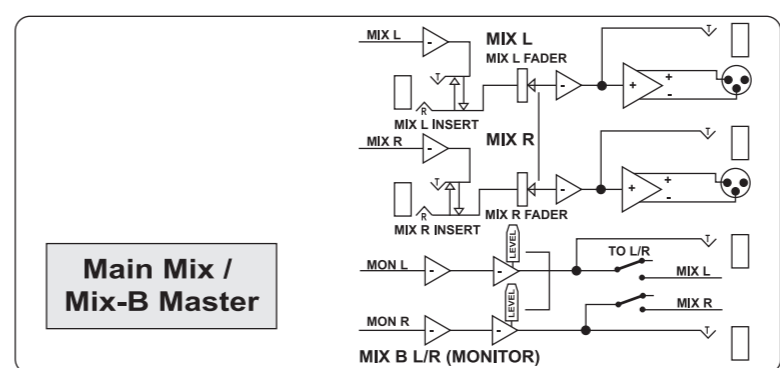 MIX L
MIX L
MIX L FADER
T
-
T
R
-
+
+
-
MIX L INSERT
MIX R
MIX R
T
-
T
R
-
+
+
-
MIX R INSERT
MIX R FADER
Main Mix /
Mix-B Master
LEVEL
T
TO L/R
MON L
-
-
MIX L
LEVEL
MIX R
MON R
-
-
T
MIX B L/R (MONITOR)